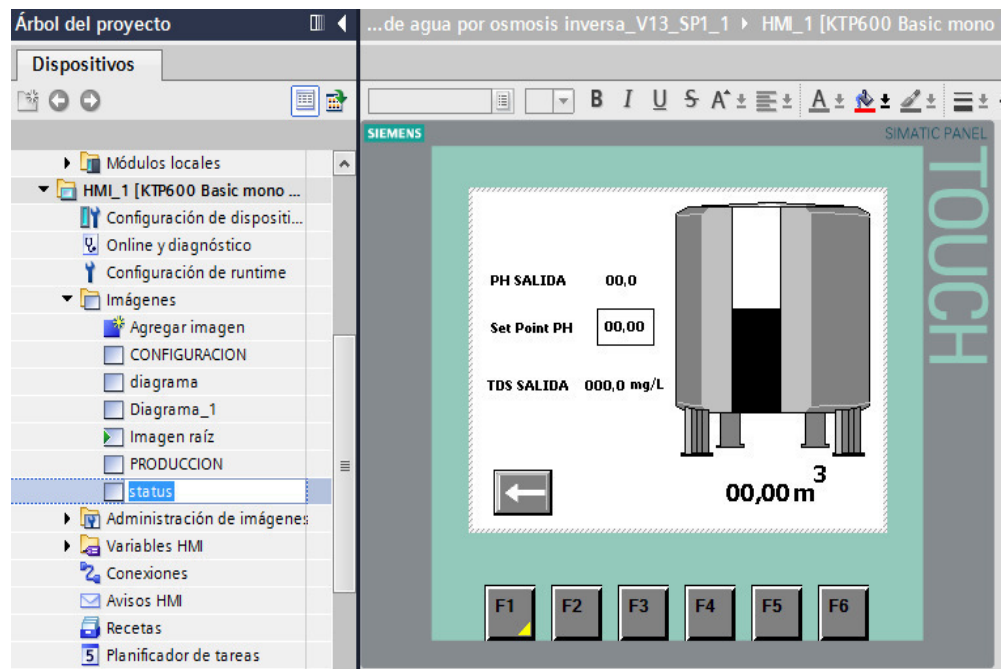 Árbol del proyecto
Dispositivos
Módulos locales
HMI_1 [KTP600 Basic mono ...
Configuración de dispositi...
Online y diagnóstico
Configuración de runtime
Imágenes
Agregar imagen
CONFIGURACION
diagrama
Diagrama_1
Imagen raíz
PRODUCCION
status
Administración de imágenes
Variables HMI
Conexiones
Avisos HMI
Recetas
5 Planificador de tareas
...de agua por osmosis inversa_V13_SP1_1 ▸ HMI_1 [KTP600 Basic mono
B I U S A A
SIEMENS
SIMATIC PANEL
TOUCH
PH SALIDA 00,0
Set Point PH 00,00
TDS SALIDA 000,0 mg/L
00,00 m3
F1 F2 F3 F4 F5 F6